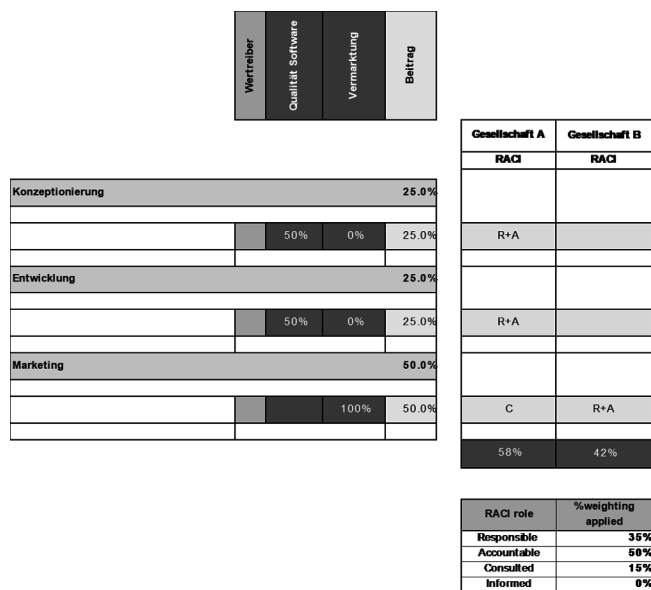 Wertreiber
Qualität Software
Vermarktung
Beitrag
Gesellschaft A Gesellschaft B
RACI RACI
Konzeptionierung 25.0%
50% 0% 25.0% R+A
Entwicklung 25.0%
50% 0% 25.0% R+A
Marketing 50.0%
100% 50.0% C R+A
58% 42%
RACI role %weighting
applied
Responsible 35%
Accountable 50%
Consulted 15%
Informed 0%